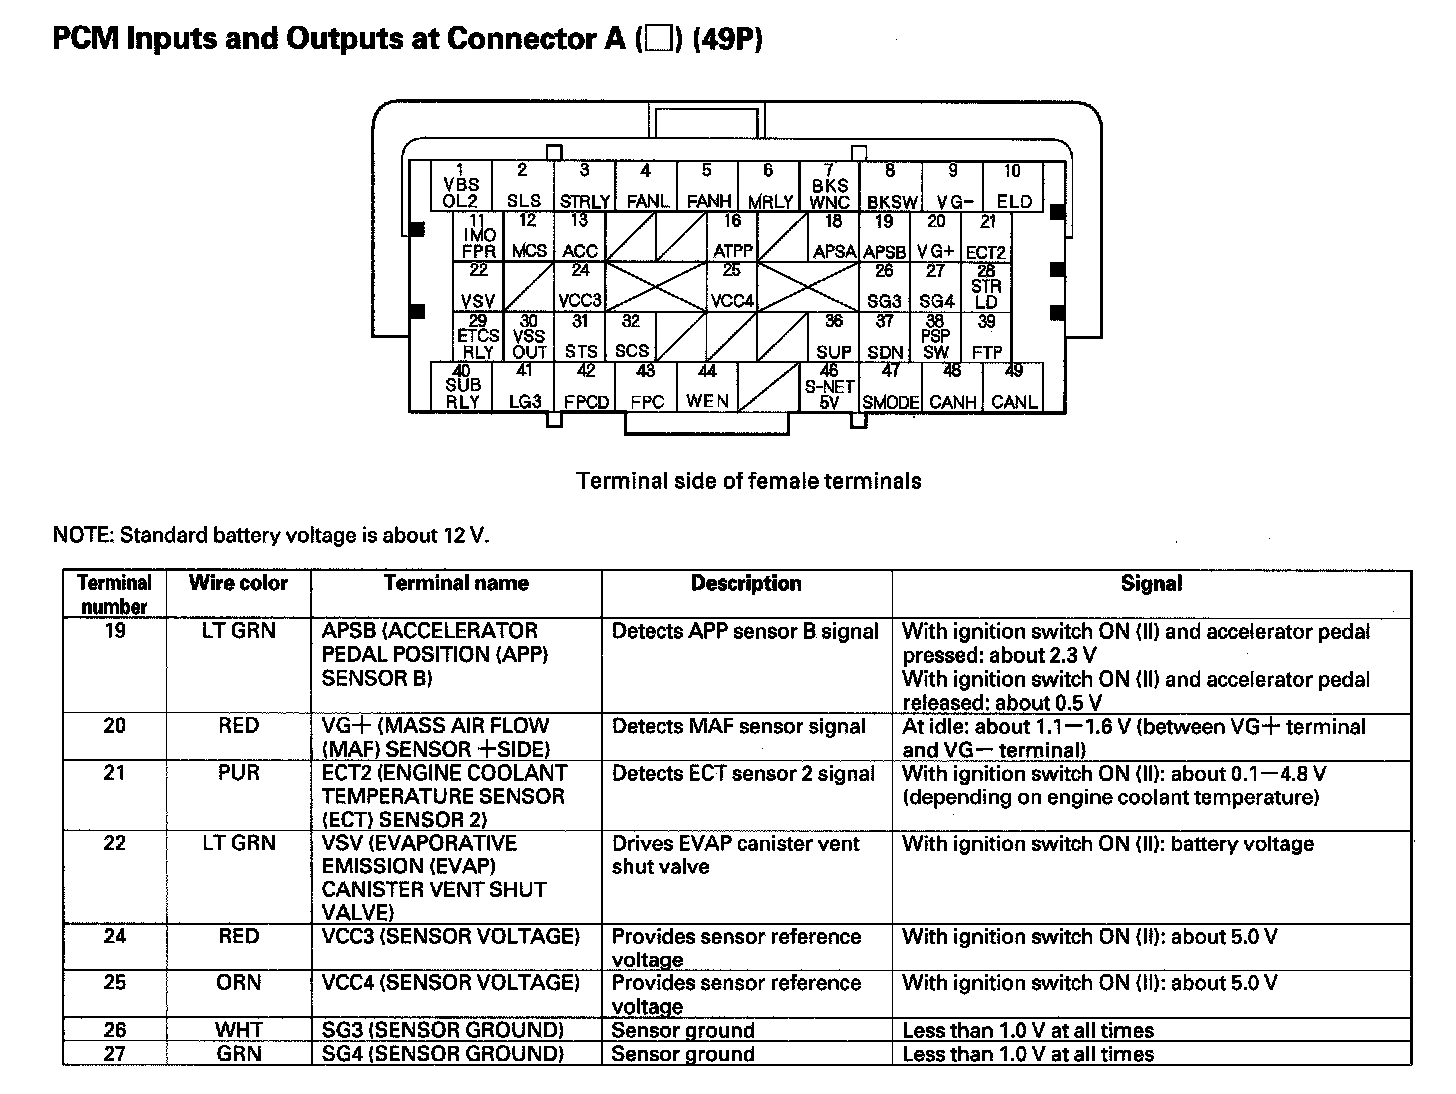 PCM Inputs and Outputs at Connector A (□) (49P)
1 2 3 4 5 6 7 8 9 10
VBS OL2 SLS STRLY FANL FANH MRLY BKS WNC BKSW VG− ELD
11 12 13 16 18 19 20 21
IMO FPR MCS ACC ATPP APSA APSB VG+ ECT2
22 24 25 26 27 28
VSV VCC3 VCC4 SG3 SG4 STR LD
29 30 31 32 36 37 38 39
ETCS RLY VSS OUT STS SCS SUP SDN PSP SW FTP
40 41 42 43 44 46 47 48 49
SUB RLY LG3 FPCD FPC WEN S-NET 5V SMODE CANH CANL
Terminal side of female terminals
NOTE: Standard battery voltage is about 12 V.
Terminal number Wire color Terminal name Description Signal
19 LT GRN APSB (ACCELERATOR Detects APP sensor B signal With ignition switch ON (II) and accelerator pedal
PEDAL POSITION (APP) pressed: about 2.3 V
SENSOR B) With ignition switch ON (II) and accelerator pedal
released: about 0.5 V
20 RED VG+ (MASS AIR FLOW Detects MAF sensor signal At idle: about 1.1−1.6 V (between VG+ terminal
(MAF) SENSOR +SIDE) and VG− terminal)
21 PUR ECT2 (ENGINE COOLANT Detects ECT sensor 2 signal With ignition switch ON (II): about 0.1−4.8 V
TEMPERATURE SENSOR (depending on engine coolant temperature)
(ECT) SENSOR 2)
22 LT GRN VSV (EVAPORATIVE Drives EVAP canister vent With ignition switch ON (II): battery voltage
EMISSION (EVAP) shut valve
CANISTER VENT SHUT
VALVE)
24 RED VCC3 (SENSOR VOLTAGE) Provides sensor reference With ignition switch ON (II): about 5.0 V
voltage
25 ORN VCC4 (SENSOR VOLTAGE) Provides sensor reference With ignition switch ON (II): about 5.0 V
voltage
26 WHT SG3 (SENSOR GROUND) Sensor ground Less than 1.0 V at all times
27 GRN SG4 (SENSOR GROUND) Sensor ground Less than 1.0 V at all times